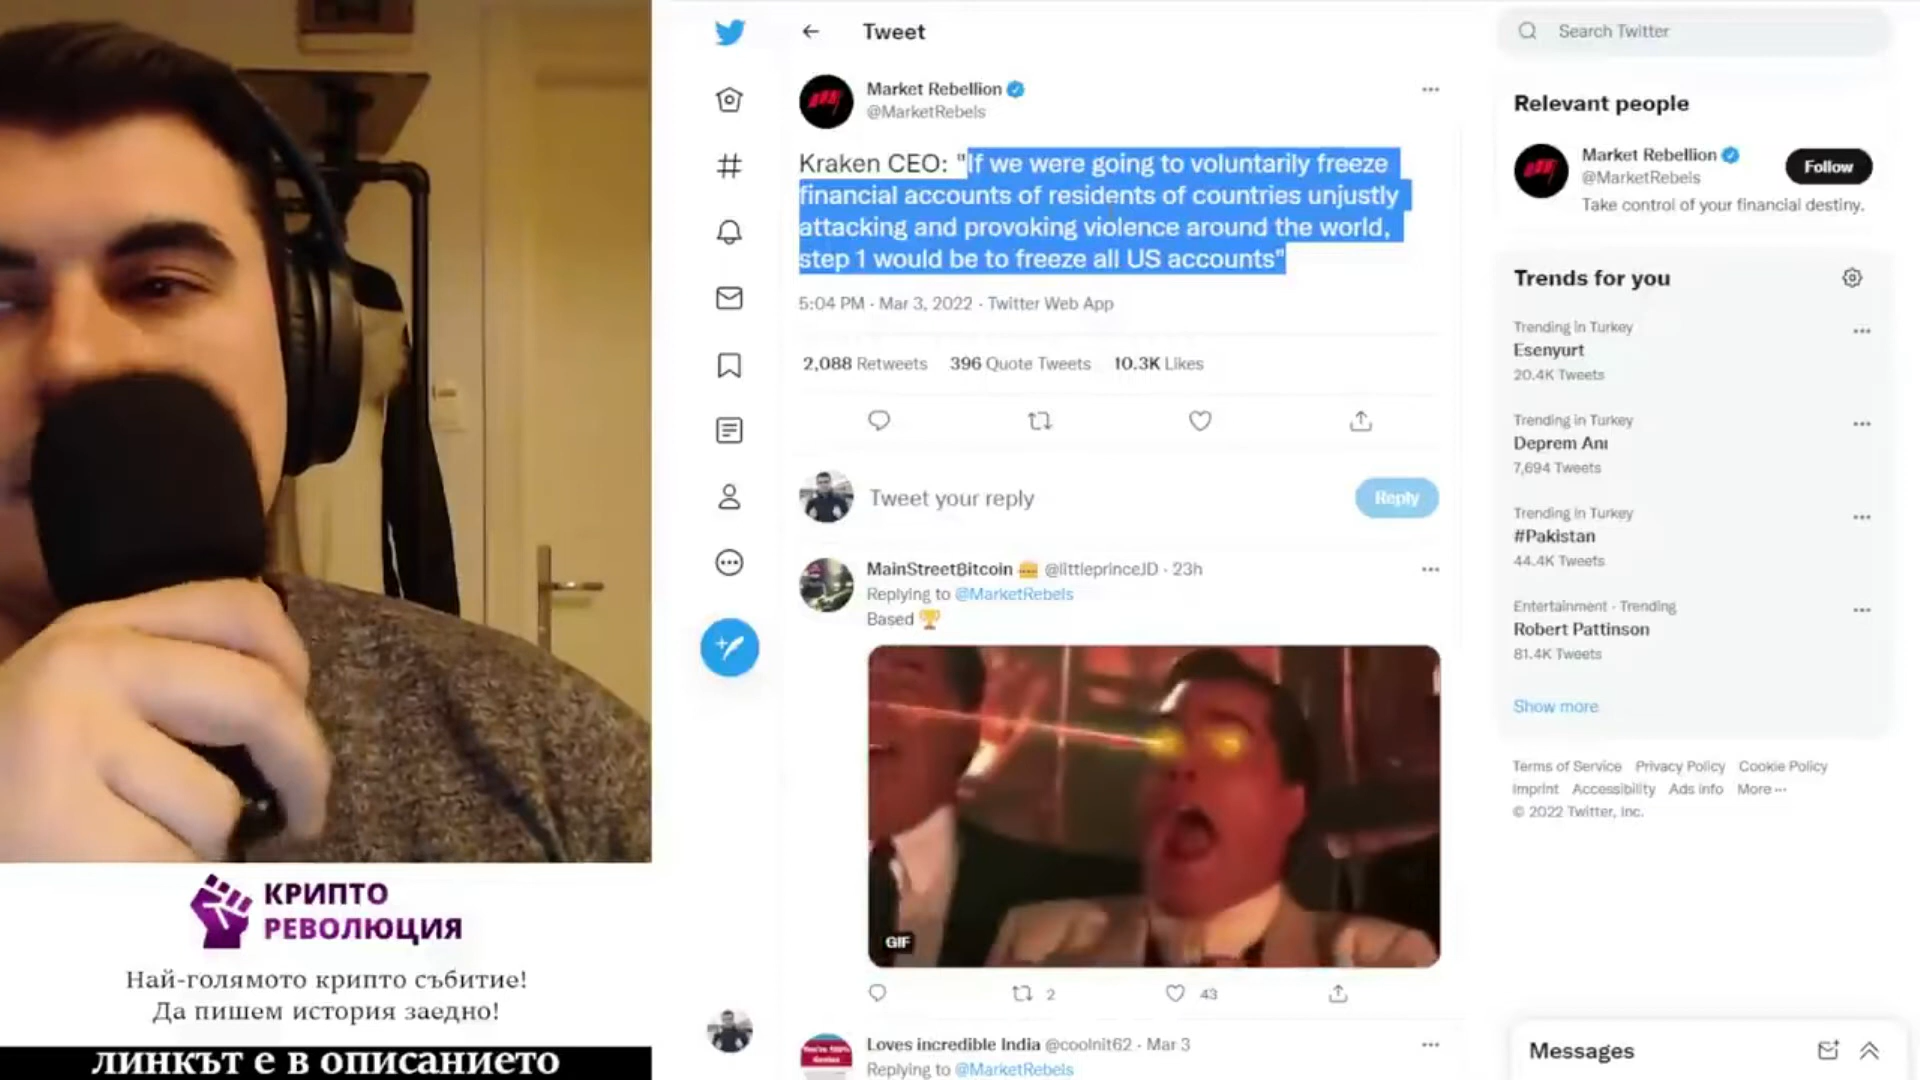 Tweet
Market Rebellion
@MarketRebels
Kraken CEO: "If we were going to voluntarily freeze
financial accounts of residents of countries unjustly
attacking and provoking violence around the world,
step 1 would be to freeze all US accounts"
5:04 PM · Mar 3, 2022 · Twitter Web App
2,088 Retweets 396 Quote Tweets 10.3K Likes
Tweet your reply
Reply
MainStreetBitcoin @littleprinceJD · 23h
Replying to @MarketRebels
Based
GIF
2 43
Loves incredible India @coolnit62 · Mar 3
Replying to @MarketRebels
Search Twitter
Relevant people
Market Rebellion
@MarketRebels
Follow
Take control of your financial destiny.
Trends for you
Trending in Turkey
Esenyurt
20.4K Tweets
Trending in Turkey
Deprem Anı
7,694 Tweets
Trending in Turkey
#Pakistan
44.4K Tweets
Entertainment · Trending
Robert Pattinson
81.4K Tweets
Show more
Terms of Service Privacy Policy Cookie Policy
Imprint Accessibility Ads info More ···
© 2022 Twitter, Inc.
Messages
КРИПТО
РЕВОЛЮЦИЯ
Най-голямото крипто събитие!
Да пишем история заедно!
линкът е в описанието